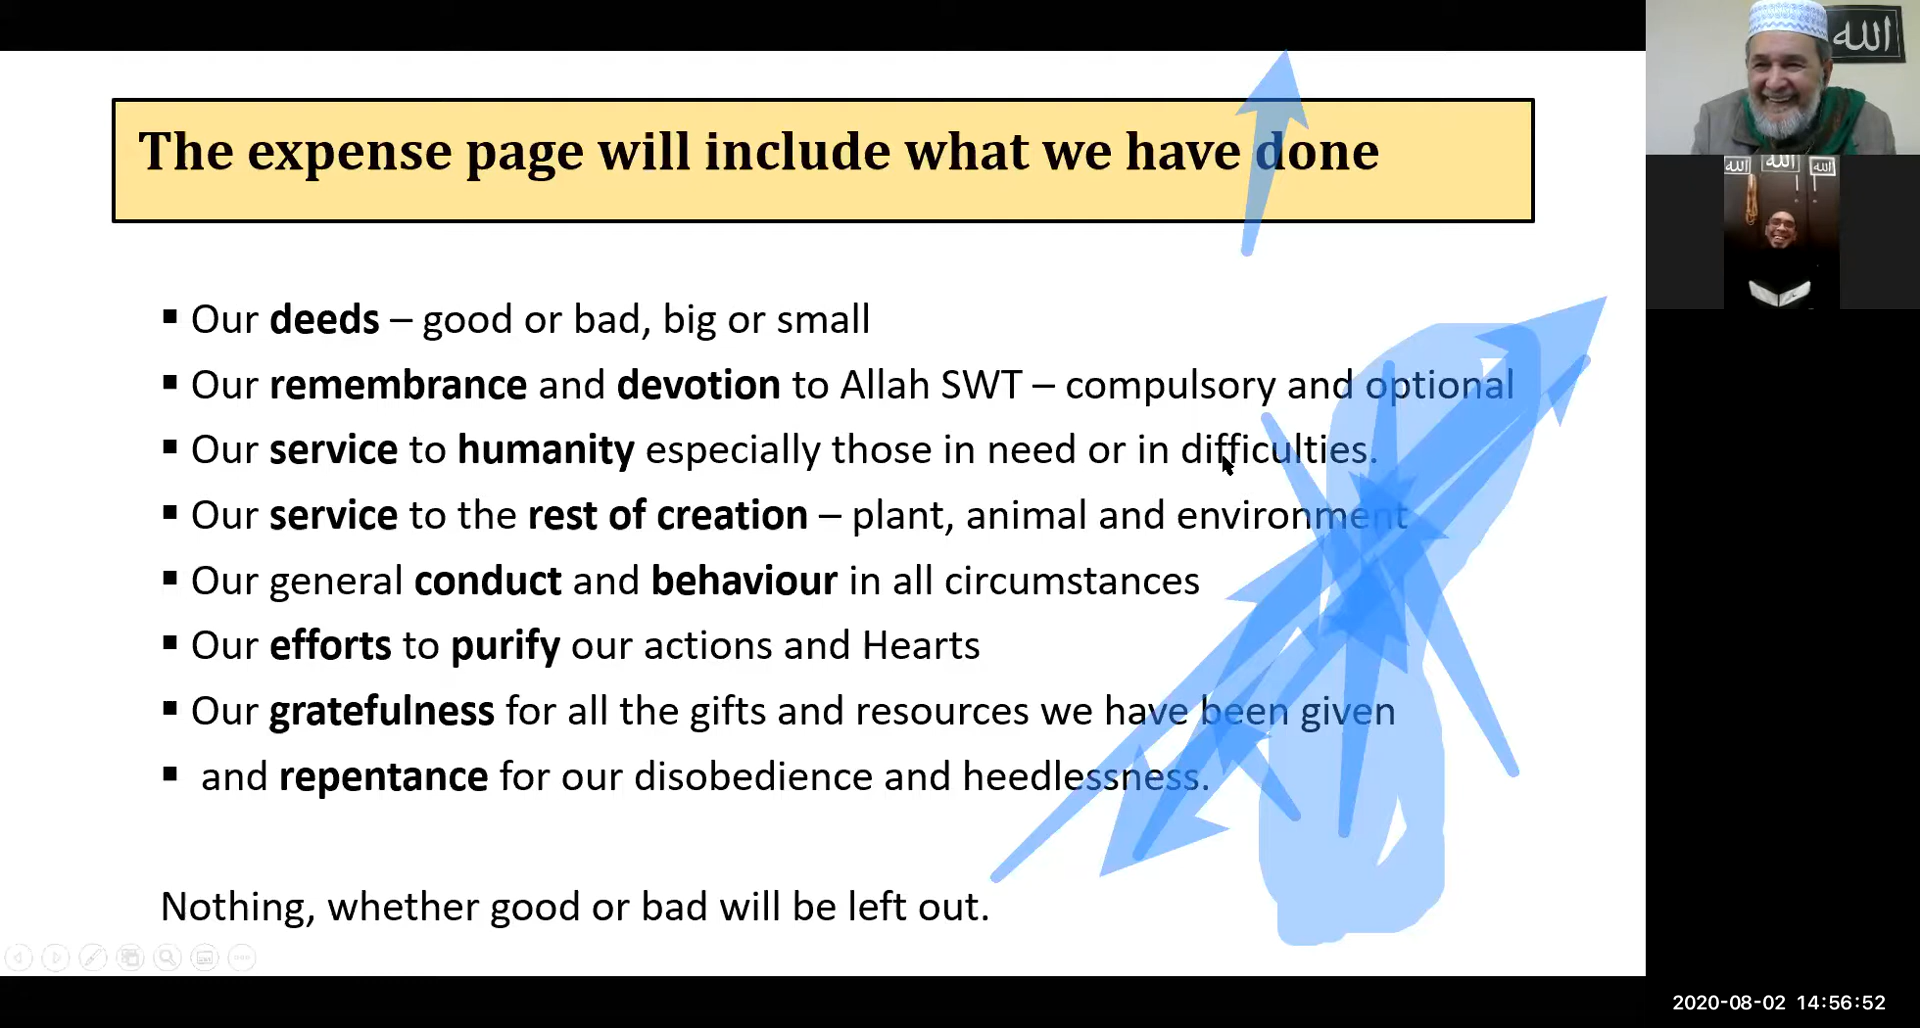 The expense page will include what we have done
▪ Our deeds – good or bad, big or small
▪ Our remembrance and devotion to Allah SWT – compulsory and optional
▪ Our service to humanity especially those in need or in difficulties.
▪ Our service to the rest of creation – plant, animal and environment
▪ Our general conduct and behaviour in all circumstances
▪ Our efforts to purify our actions and Hearts
▪ Our gratefulness for all the gifts and resources we have been given
▪ and repentance for our disobedience and heedlessness.
Nothing, whether good or bad will be left out.
الله
الله الله الله
2020-08-02 14:56:52